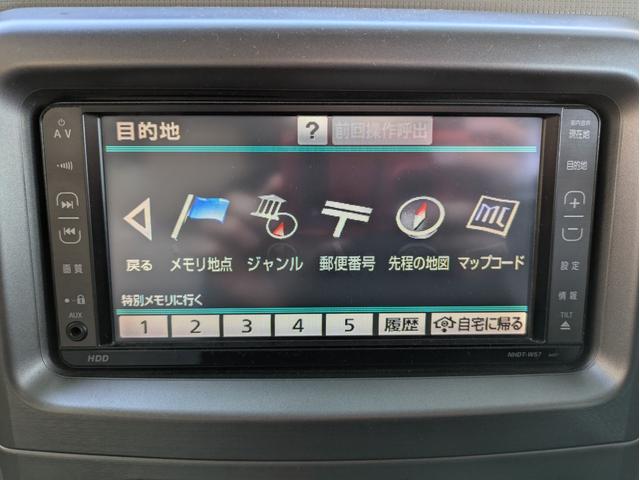 目的地 ? 前回操作呼出
戻る メモリ地点 ジャンル 郵便番号 先程の地図 マップコード
特別メモリに行く
1 2 3 4 5 履歴 自宅に帰る
AV
画質
AUX
HDD
現在地
目的地
+
−
設定
情報
TILT
NHDT-W57